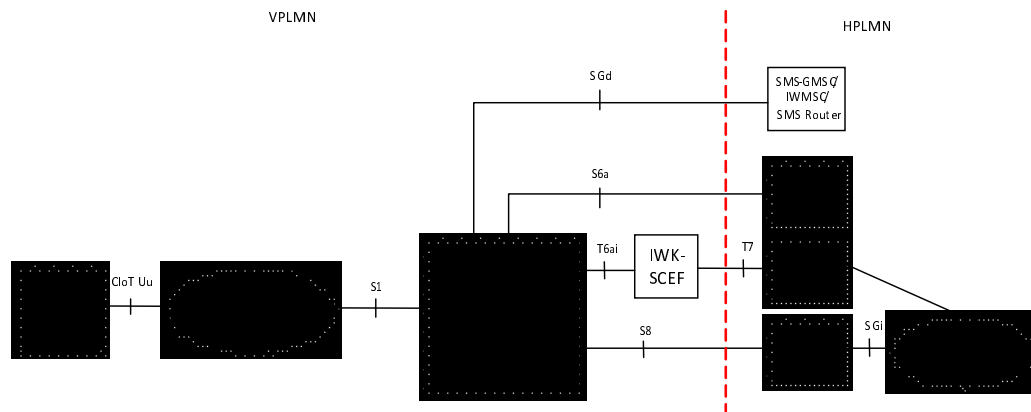 VPLMN
HPLMN
SGd
SMS-GMSC/
IWMSC/
SMS Router
S6a
T6ai
IWK-
SCEF
T7
CIoT Uu
S1
S8
SGi